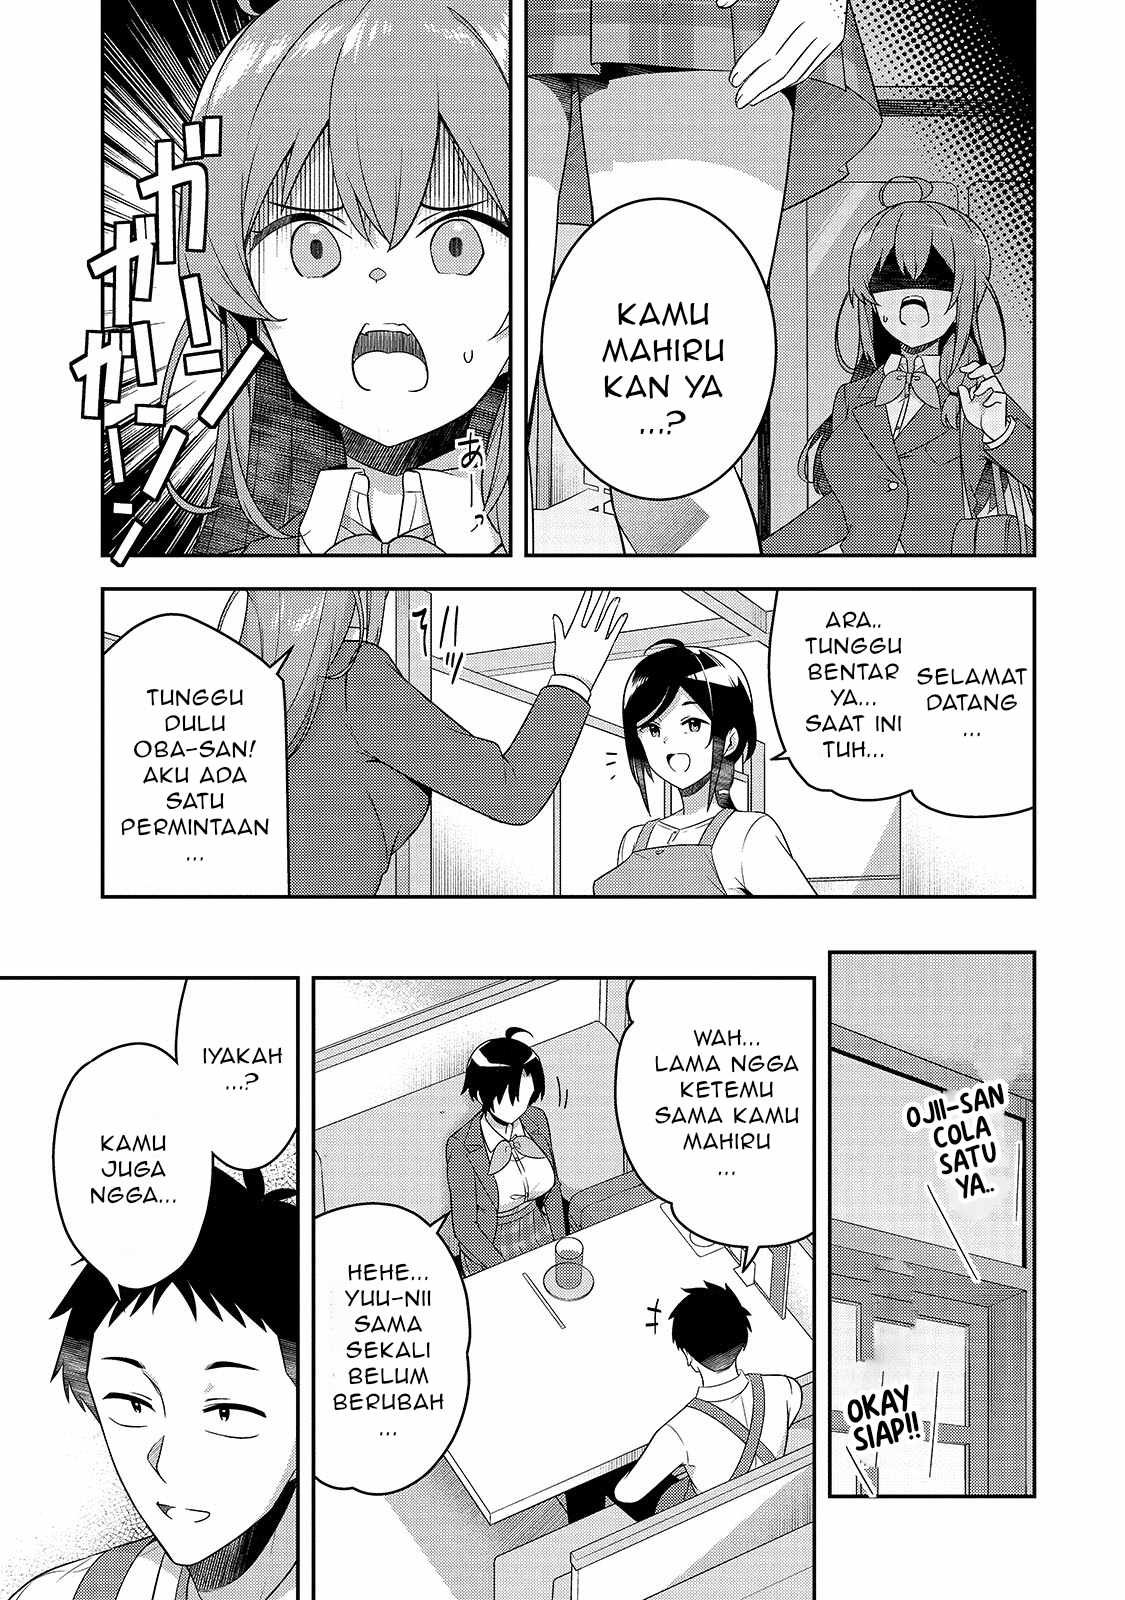 KAMU
MAHIRU
KAN YA
...?
ガガーーン!!
あーっ
SELAMAT
DATANG
...
ARA..
TUNGGU
BENTAR
YA...
SAAT INI
TUH...
TUNGGU
DULU
OBA-SAN!
AKU ADA
SATU
PERMINTAAN
...
OJII-SAN
COLA
SATU
YA..
OKAY
SIAP!!
WAH...
LAMA NGGA
KETEMU
SAMA KAMU
MAHIRU
...
HEHE...
YUU-NII
SAMA
SEKALI
BELUM
BERUBAH
...
IYAKAH
...?
KAMU
JUGA
NGGA...